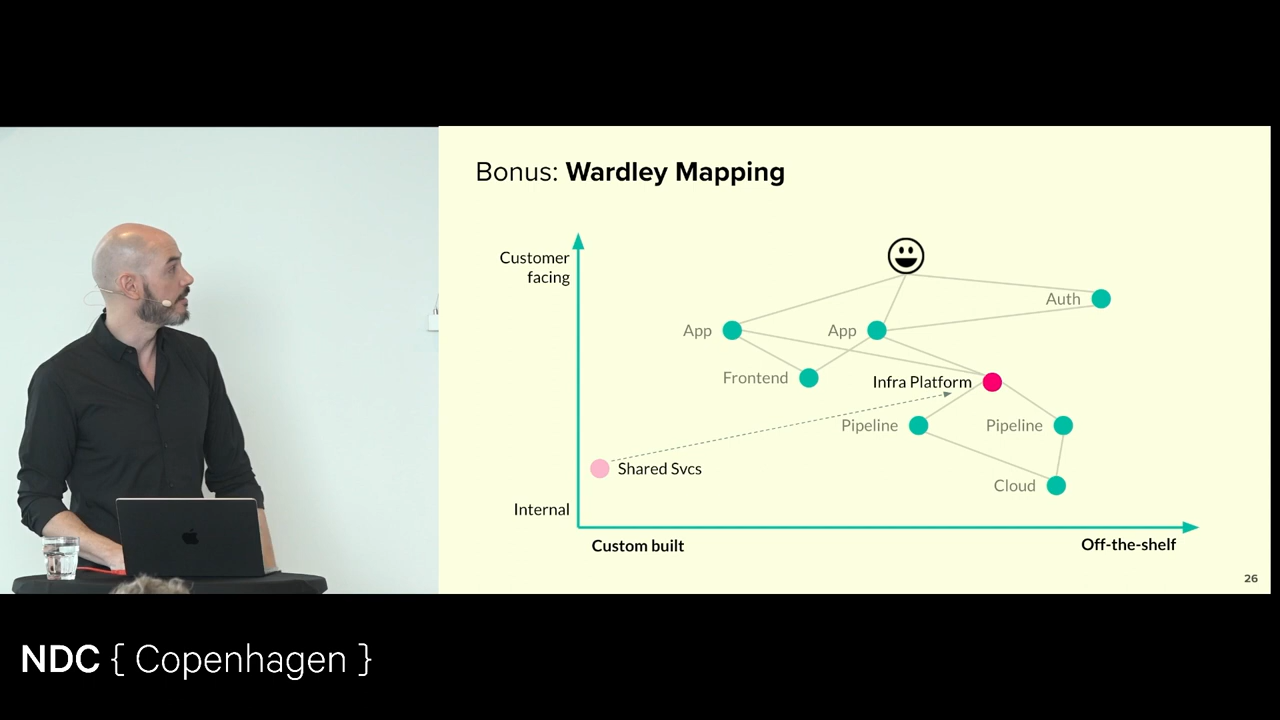 Bonus: Wardley Mapping
Customer
facing
Auth
App
App
Frontend
Infra Platform
Pipeline
Pipeline
Shared Svcs
Cloud
Internal
Custom built
Off-the-shelf
26
NDC { Copenhagen }